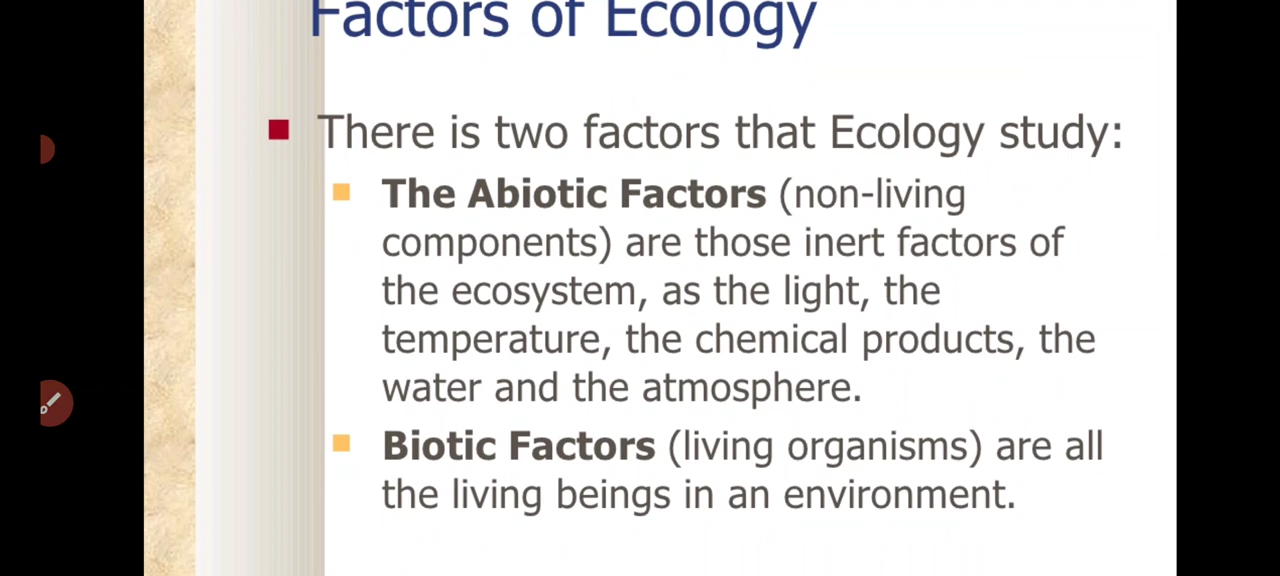 Factors of Ecology
There is two factors that Ecology study:
The Abiotic Factors (non-living
components) are those inert factors of
the ecosystem, as the light, the
temperature, the chemical products, the
water and the atmosphere.
Biotic Factors (living organisms) are all
the living beings in an environment.